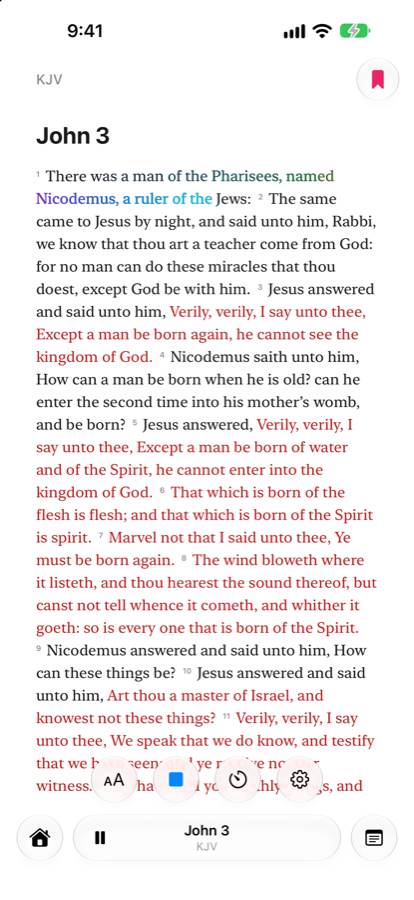 9:41
KJV
John 3
1 There was a man of the Pharisees, named
Nicodemus, a ruler of the Jews: 2 The same
came to Jesus by night, and said unto him, Rabbi,
we know that thou art a teacher come from God:
for no man can do these miracles that thou
doest, except God be with him. 3 Jesus answered
and said unto him, Verily, verily, I say unto thee,
Except a man be born again, he cannot see the
kingdom of God. 4 Nicodemus saith unto him,
How can a man be born when he is old? can he
enter the second time into his mother’s womb,
and be born? 5 Jesus answered, Verily, verily, I
say unto thee, Except a man be born of water
and of the Spirit, he cannot enter into the
kingdom of God. 6 That which is born of the
flesh is flesh; and that which is born of the Spirit
is spirit. 7 Marvel not that I said unto thee, Ye
must be born again. 8 The wind bloweth where
it listeth, and thou hearest the sound thereof, but
canst not tell whence it cometh, and whither it
goeth: so is every one that is born of the Spirit.
9 Nicodemus answered and said unto him, How
can these things be? 10 Jesus answered and said
unto him, Art thou a master of Israel, and
knowest not these things? 11 Verily, verily, I say
unto thee, We speak that we do know, and testify
that we seen ye no
witness. and
AA
John 3
KJV